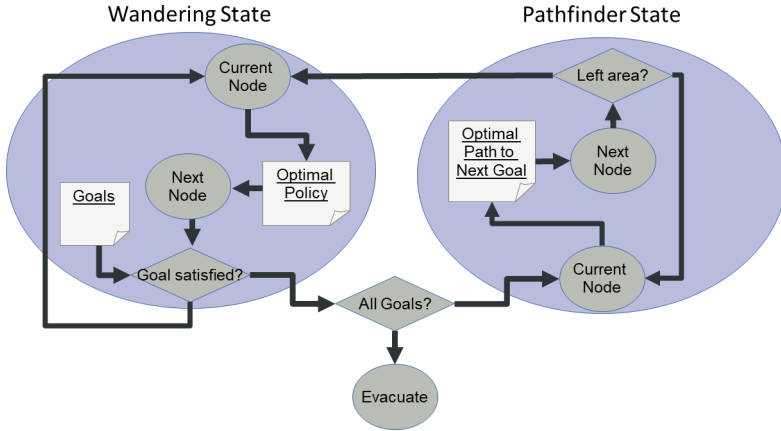 Wandering State
Pathfinder State
Current
Node
Left area?
Optimal
Path to
Next Goal
Next
Node
Next
Node
Optimal
Policy
Goals
Goal satisfied?
Current
Node
All Goals?
Evacuate